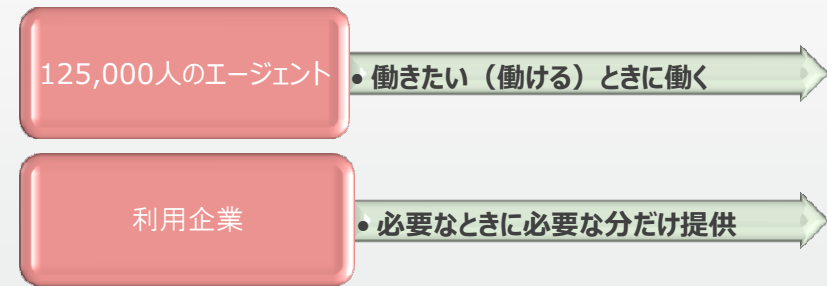 125,000人のエージェント
• 働きたい（働ける）ときに働く
利用企業
• 必要なときに必要な分だけ提供